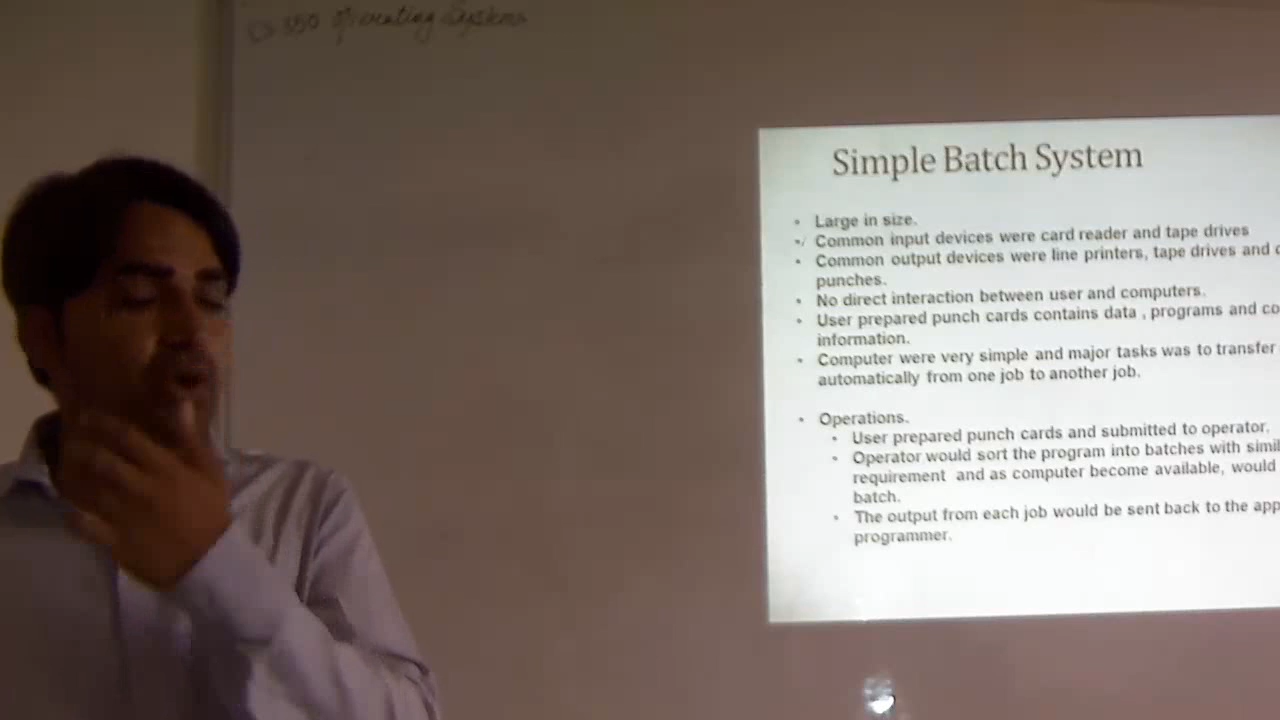 CS-350 Operating Systems
Simple Batch System
• Large in size.
• Common input devices were card reader and tape drives
• Common output devices were line printers, tape drives and
punches.
• No direct interaction between user and computers.
• User prepared punch cards contains data , programs and
information.
• Computer were very simple and major tasks was to transfer
automatically from one job to another job.
• Operations.
• User prepared punch cards and submitted to operator.
• Operator would sort the program into batches with
requirement and as computer become available, would
batch.
• The output from each job would be sent back to the
programmer.